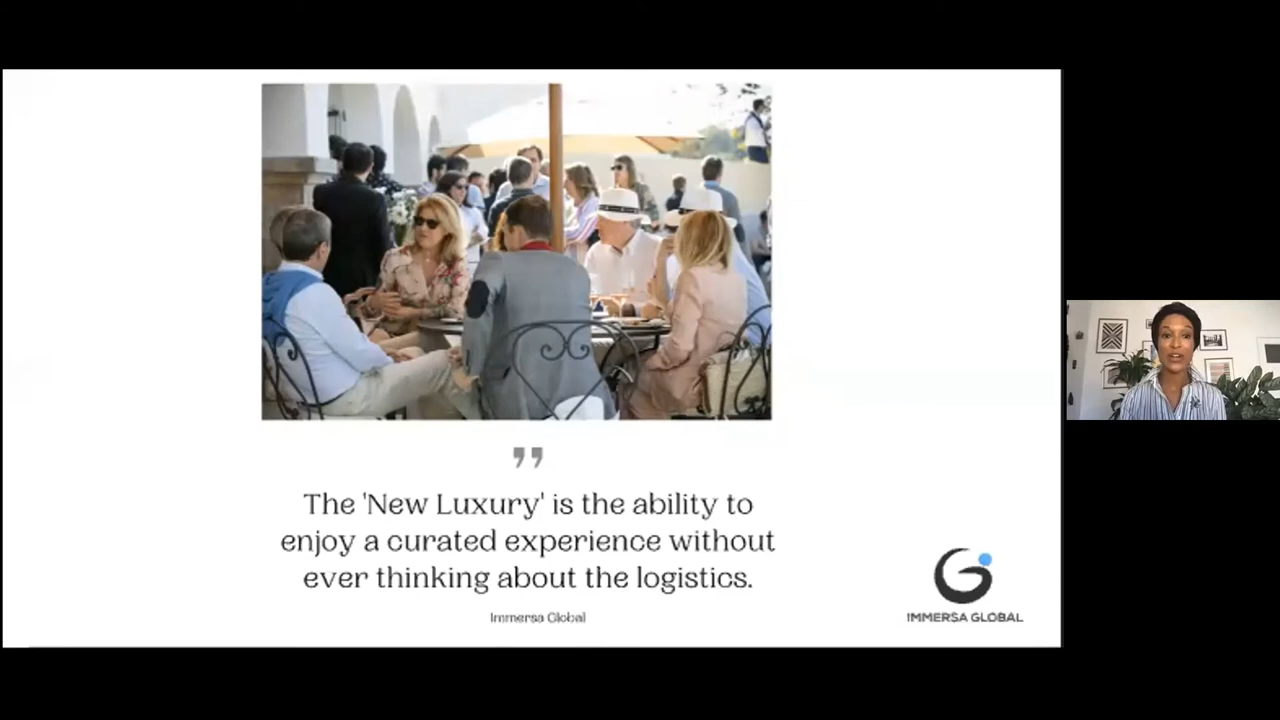 ❞
The 'New Luxury' is the ability to
enjoy a curated experience without
ever thinking about the logistics.
Immersa Global
IMMERSA GLOBAL